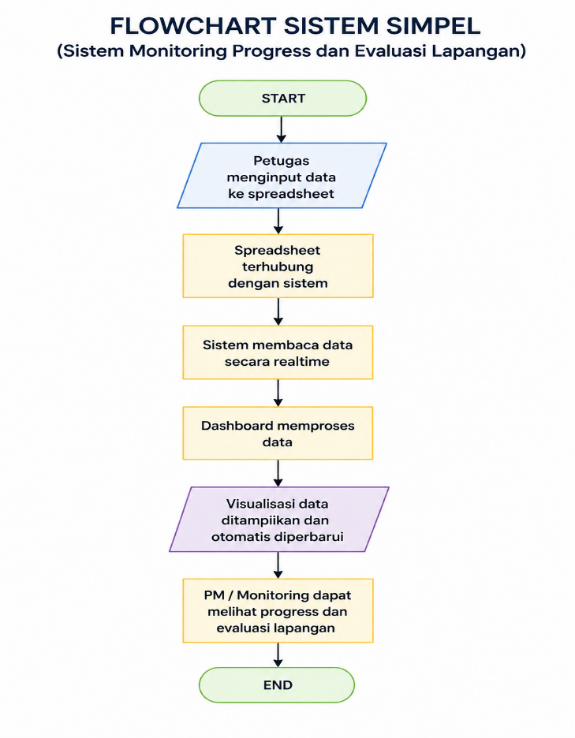 FLOWCHART SISTEM SIMPEL
(Sistem Monitoring Progress dan Evaluasi Lapangan)
START
Petugas
menginput data
ke spreadsheet
Spreadsheet
terhubung
dengan sistem
Sistem membaca data
secara realtime
Dashboard memproses
data
Visualisasi data
ditampiikan dan
otomatis diperbarui
PM / Monitoring dapat
melihat progress dan
evaluasi lapangan
END